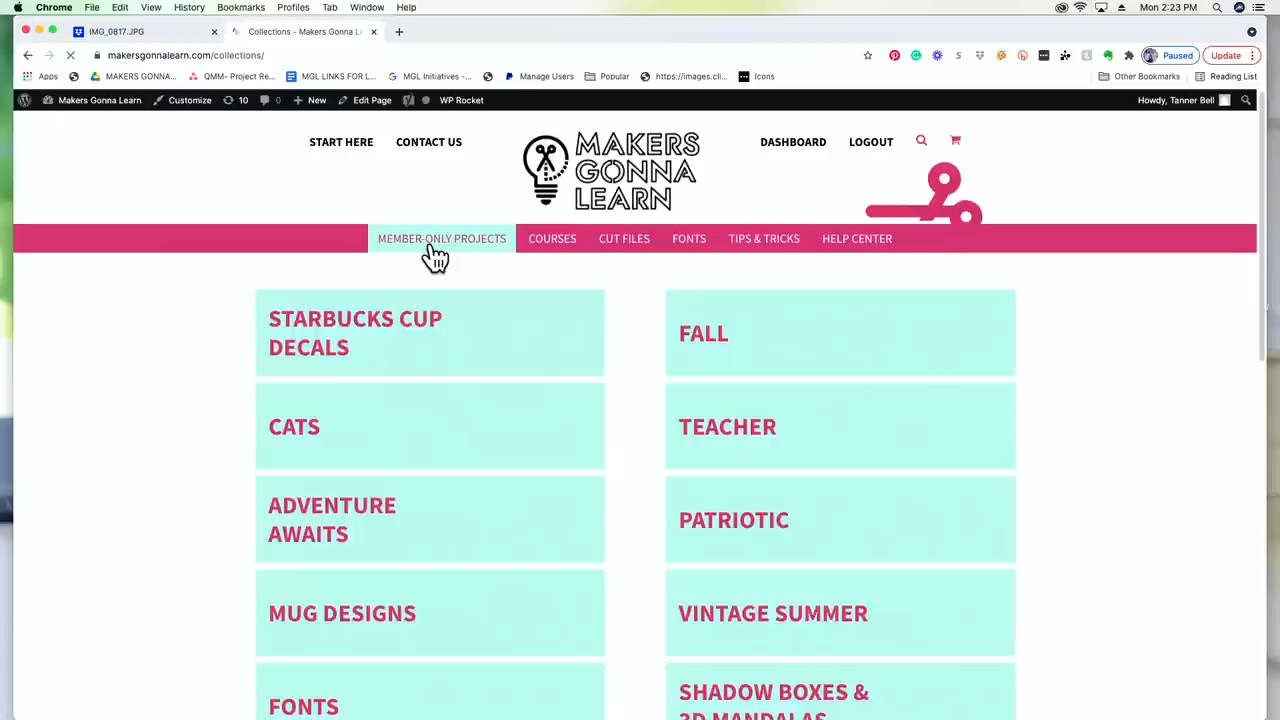 Chrome File Edit View History Bookmarks Profiles Tab Window Help Mon 2:23 PM
IMG_0817.JPG Collections - Makers Gonna L
makersgonnalearn.com/collections/ Paused Update
Apps MAKERS GONNA... QMM- Project Re... MGL LINKS FOR L... MGL Initiatives -... Manage Users Popular https://images.cli... Icons Other Bookmarks Reading List
Makers Gonna Learn Customize 10 0 New Edit Page WP Rocket Howdy, Tanner Bell
START HERE CONTACT US DASHBOARD LOGOUT
MAKERS
GONNA
LEARN
MEMBER-ONLY PROJECTS COURSES CUT FILES FONTS TIPS & TRICKS HELP CENTER
STARBUCKS CUP
DECALS
FALL
CATS
TEACHER
ADVENTURE
AWAITS
PATRIOTIC
MUG DESIGNS
VINTAGE SUMMER
FONTS
SHADOW BOXES &
3D MANDALAS